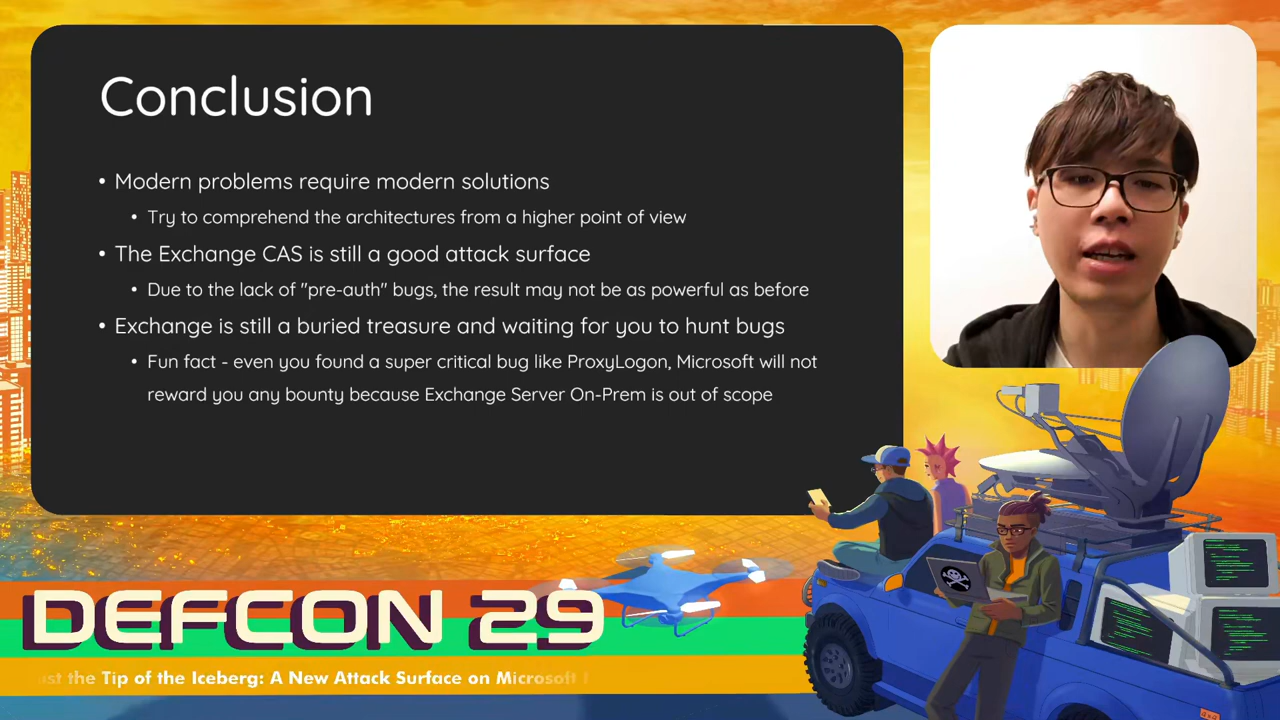 Conclusion
• Modern problems require modern solutions
• Try to comprehend the architectures from a higher point of view
• The Exchange CAS is still a good attack surface
• Due to the lack of "pre-auth" bugs, the result may not be as powerful as before
• Exchange is still a buried treasure and waiting for you to hunt bugs
• Fun fact - even you found a super critical bug like ProxyLogon, Microsoft will not
reward you any bounty because Exchange Server On-Prem is out of scope
DEFCON 29
the Tip of the Iceberg: A New Attack Surface on Microsoft